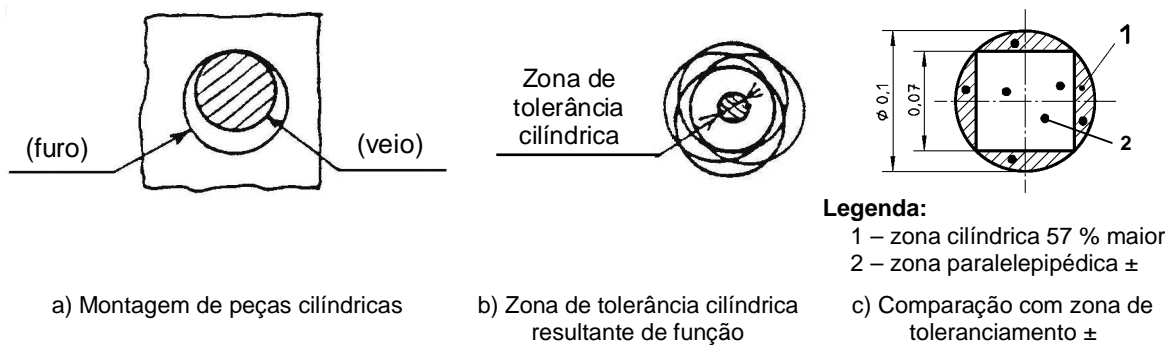 (furo)
(veio)
a) Montagem de peças cilíndricas
Zona de
tolerância
cilíndrica
b) Zona de tolerância cilíndrica
resultante de função
ϕ 0,1
0,07
1
2
Legenda:
1 – zona cilíndrica 57 % maior
2 – zona paralelepipédica ±
c) Comparação com zona de
toleranciamento ±